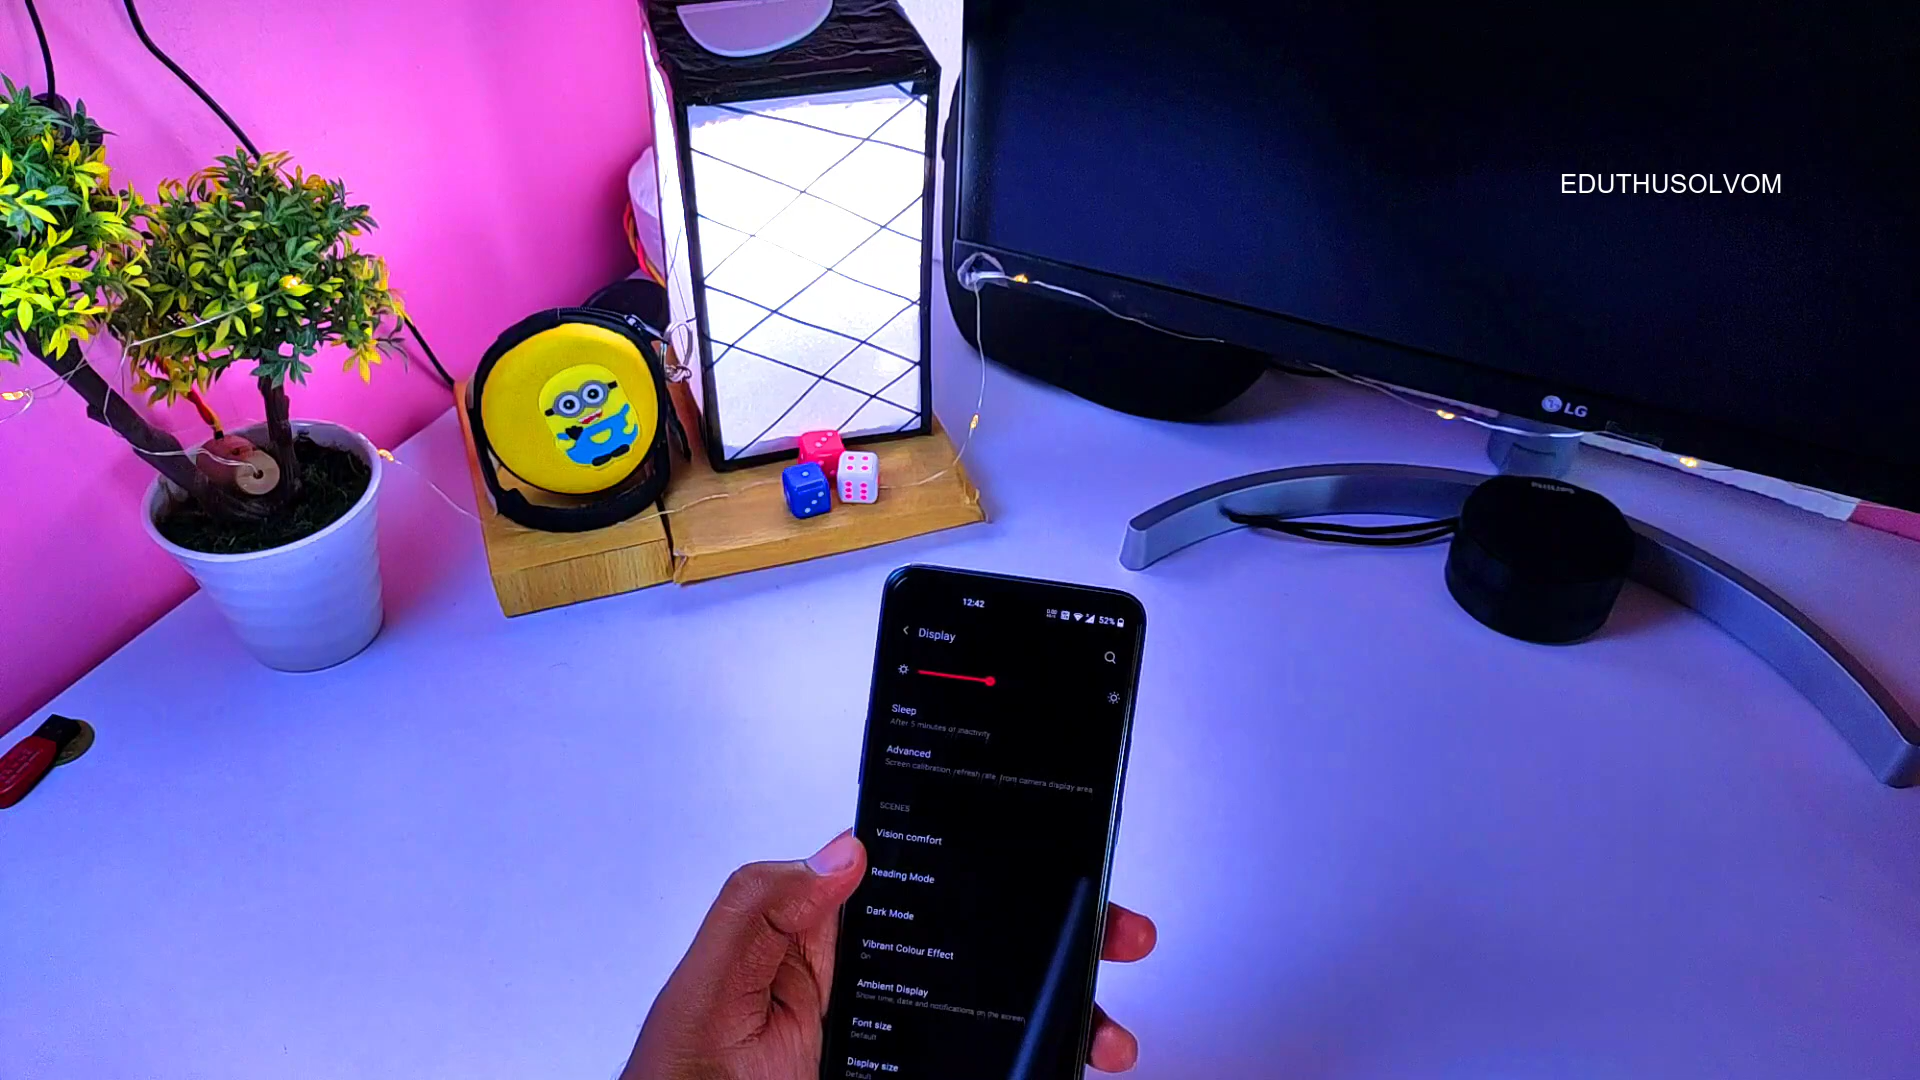 EDUTHUSOLVOM
LG
PHILIPS
12:42
52%
Display
Sleep
After 5 minutes of inactivity
Advanced
Screen calibration, refresh rate, front camera display area
SCENES
Vision comfort
Reading Mode
Dark Mode
Vibrant Colour Effect
On
Ambient Display
Show time, date and notifications on the screen
Font size
Default
Display size
Default